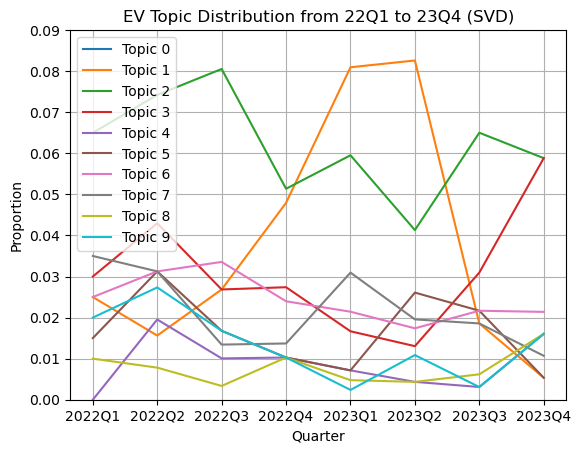 EV Topic Distribution from 22Q1 to 23Q4 (SVD)
0.09
0.08
0.07
0.06
0.05
0.04
0.03
0.02
0.01
0.00
Proportion
Topic 0
Topic 1
Topic 2
Topic 3
Topic 4
Topic 5
Topic 6
Topic 7
Topic 8
Topic 9
2022Q1 2022Q2 2022Q3 2022Q4 2023Q1 2023Q2 2023Q3 2023Q4
Quarter